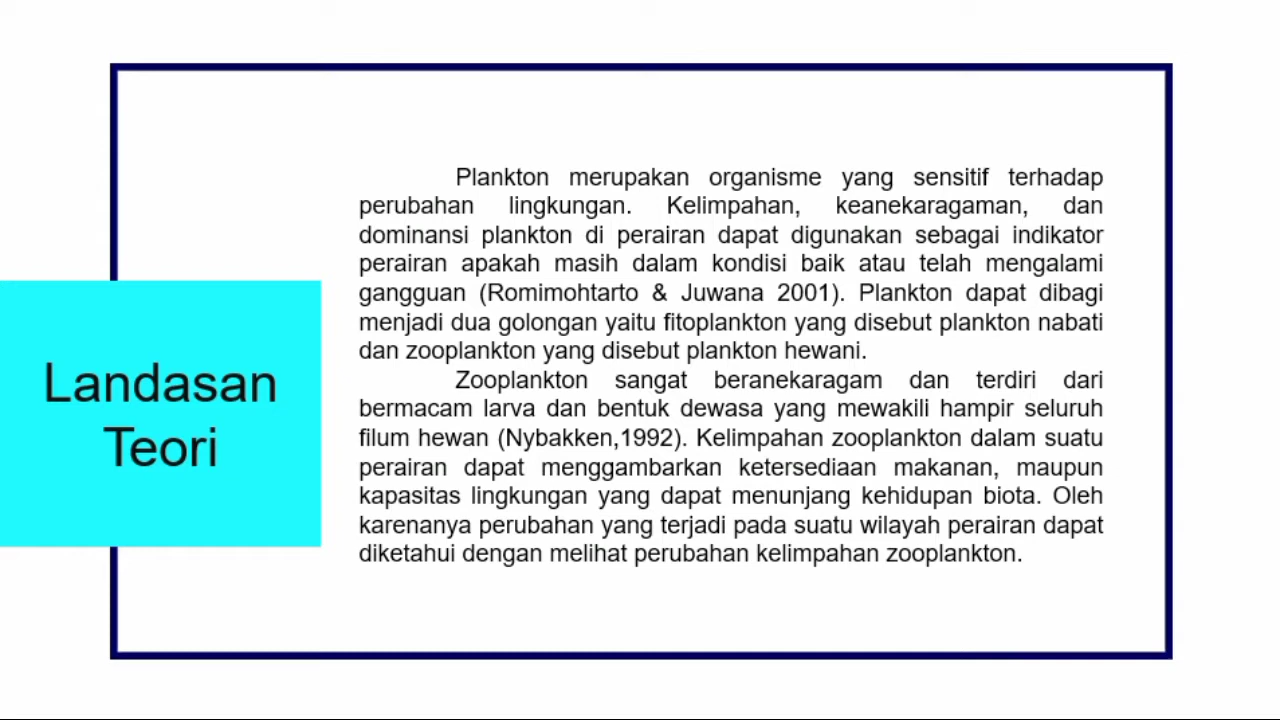 Landasan
Teori
Plankton merupakan organisme yang sensitif terhadap
perubahan lingkungan. Kelimpahan, keanekaragaman, dan
dominansi plankton di perairan dapat digunakan sebagai indikator
perairan apakah masih dalam kondisi baik atau telah mengalami
gangguan (Romimohtarto & Juwana 2001). Plankton dapat dibagi
menjadi dua golongan yaitu fitoplankton yang disebut plankton nabati
dan zooplankton yang disebut plankton hewani.
Zooplankton sangat beranekaragam dan terdiri dari
bermacam larva dan bentuk dewasa yang mewakili hampir seluruh
filum hewan (Nybakken,1992). Kelimpahan zooplankton dalam suatu
perairan dapat menggambarkan ketersediaan makanan, maupun
kapasitas lingkungan yang dapat menunjang kehidupan biota. Oleh
karenanya perubahan yang terjadi pada suatu wilayah perairan dapat
diketahui dengan melihat perubahan kelimpahan zooplankton.